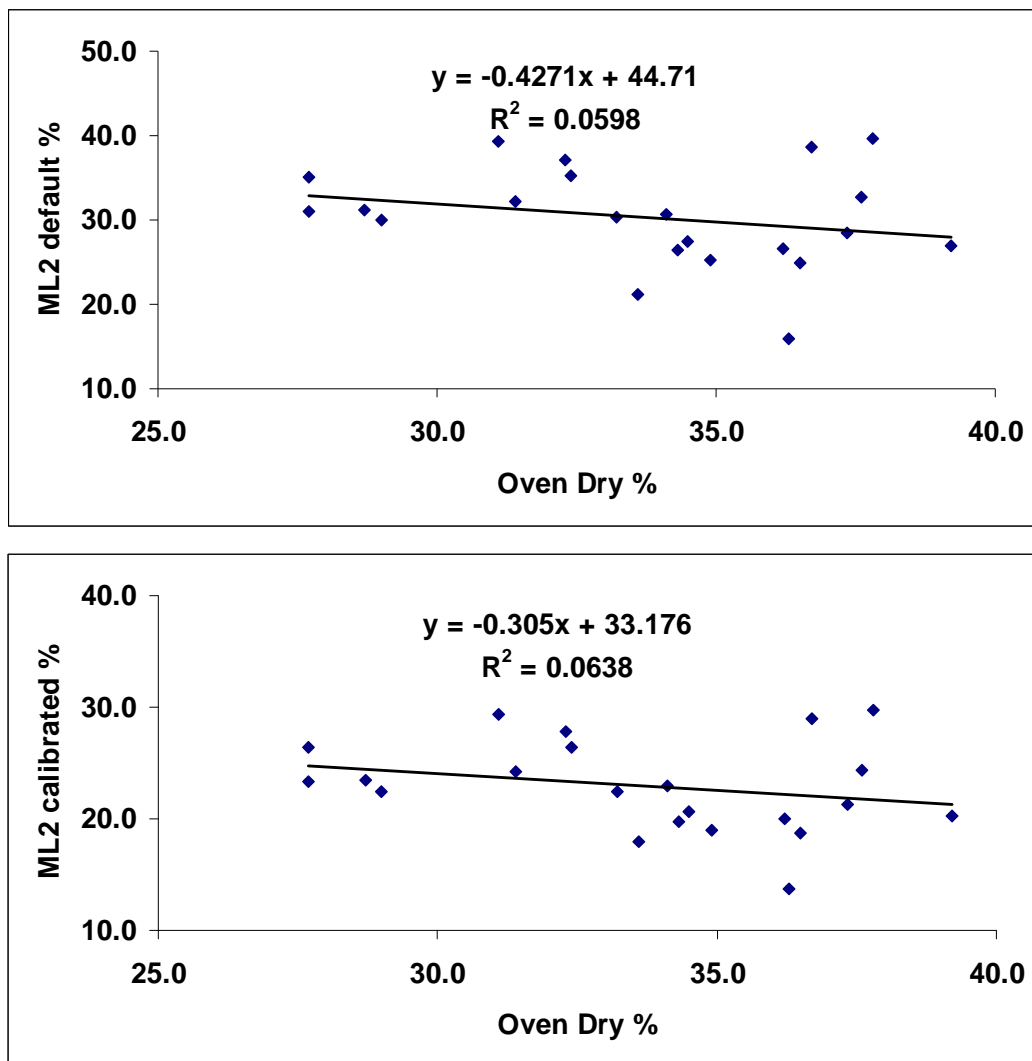 50.0
40.0
30.0
20.0
10.0
ML2 default %
y = -0.4271x + 44.71
R² = 0.0598
25.0 30.0 35.0 40.0
Oven Dry %
40.0
30.0
20.0
10.0
ML2 calibrated %
y = -0.305x + 33.176
R² = 0.0638
25.0 30.0 35.0 40.0
Oven Dry %